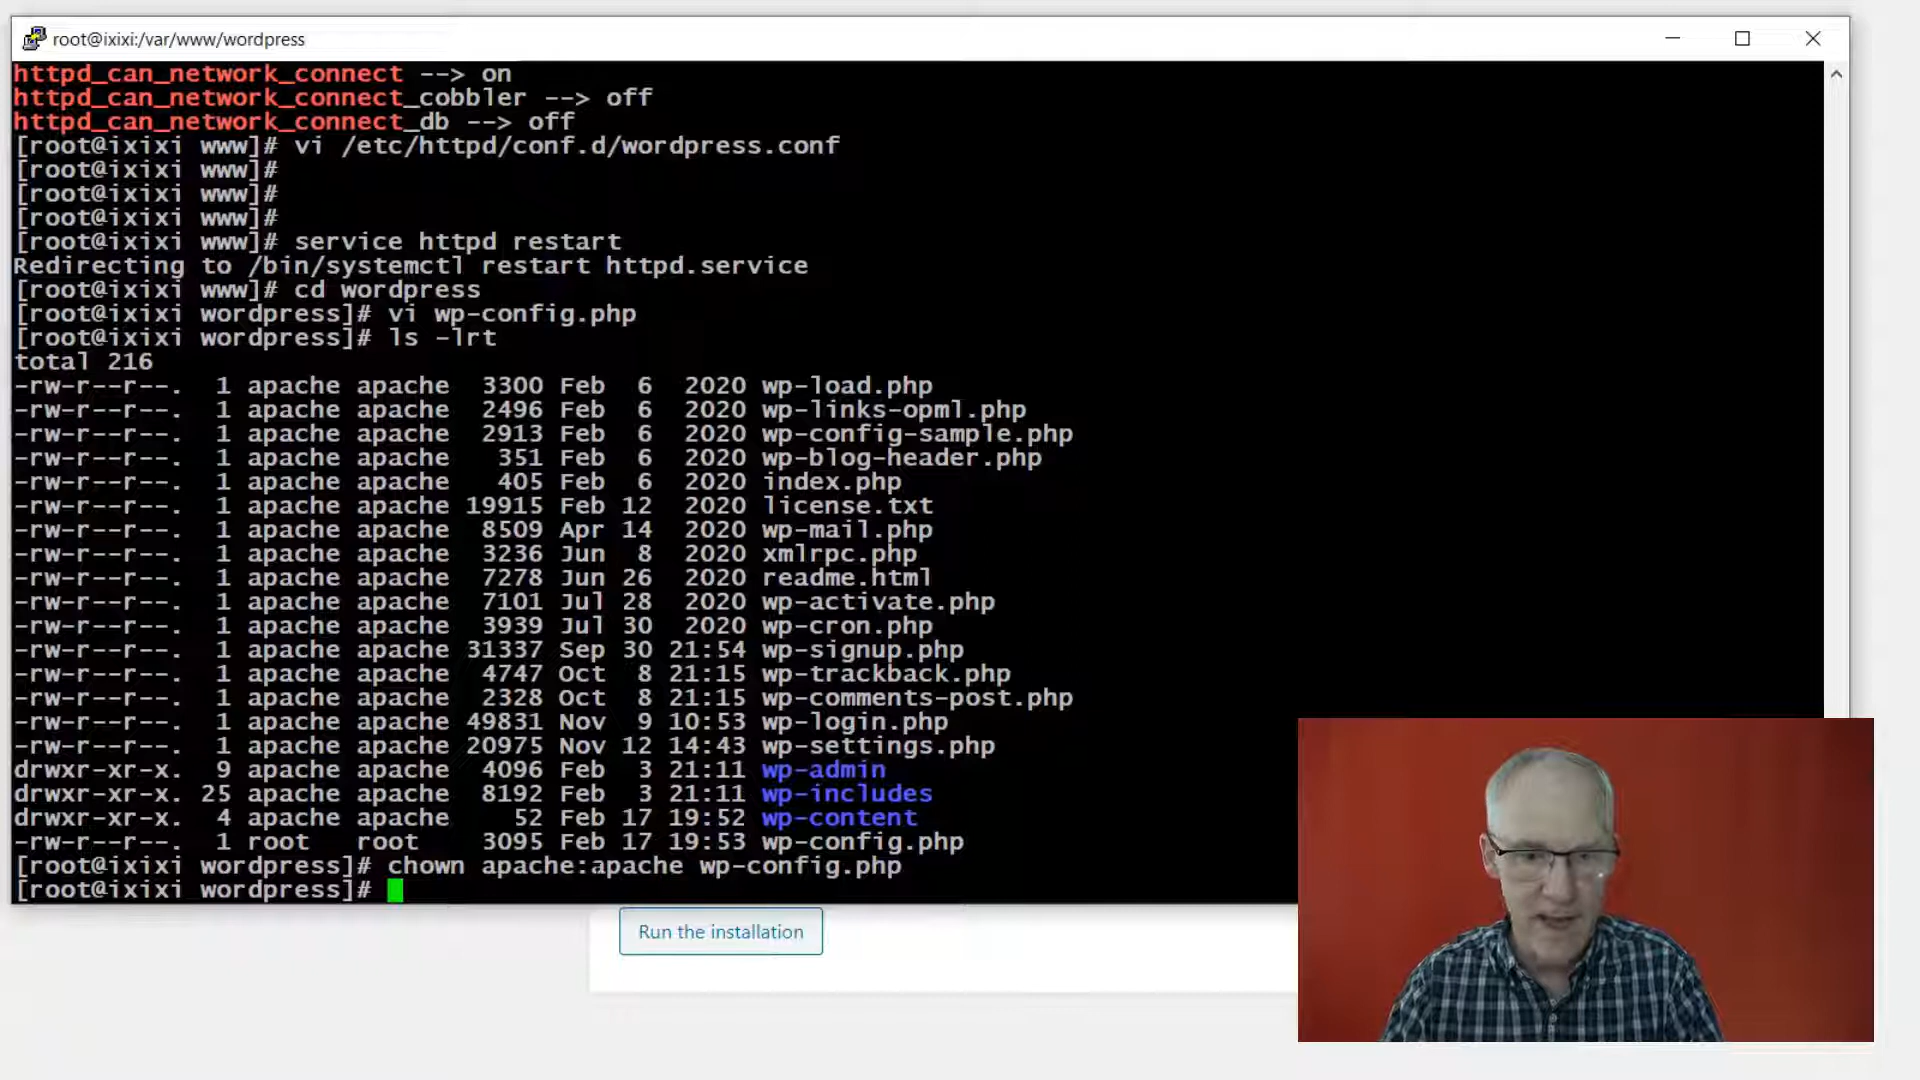 root@ixixi:/var/www/wordpress
httpd_can_network_connect --> on
httpd_can_network_connect_cobbler --> off
httpd_can_network_connect_db --> off
[root@ixixi www]# vi /etc/httpd/conf.d/wordpress.conf
[root@ixixi www]#
[root@ixixi www]#
[root@ixixi www]#
[root@ixixi www]# service httpd restart
Redirecting to /bin/systemctl restart httpd.service
[root@ixixi www]# cd wordpress
[root@ixixi wordpress]# vi wp-config.php
[root@ixixi wordpress]# ls -lrt
total 216
-rw-r--r--.  1 apache apache  3300 Feb  6  2020 wp-load.php
-rw-r--r--.  1 apache apache  2496 Feb  6  2020 wp-links-opml.php
-rw-r--r--.  1 apache apache  2913 Feb  6  2020 wp-config-sample.php
-rw-r--r--.  1 apache apache   351 Feb  6  2020 wp-blog-header.php
-rw-r--r--.  1 apache apache   405 Feb  6  2020 index.php
-rw-r--r--.  1 apache apache 19915 Feb 12  2020 license.txt
-rw-r--r--.  1 apache apache  8509 Apr 14  2020 wp-mail.php
-rw-r--r--.  1 apache apache  3236 Jun  8  2020 xmlrpc.php
-rw-r--r--.  1 apache apache  7278 Jun 26  2020 readme.html
-rw-r--r--.  1 apache apache  7101 Jul 28  2020 wp-activate.php
-rw-r--r--.  1 apache apache  3939 Jul 30  2020 wp-cron.php
-rw-r--r--.  1 apache apache 31337 Sep 30 21:54 wp-signup.php
-rw-r--r--.  1 apache apache  4747 Oct  8 21:15 wp-trackback.php
-rw-r--r--.  1 apache apache  2328 Oct  8 21:15 wp-comments-post.php
-rw-r--r--.  1 apache apache 49831 Nov  9 10:53 wp-login.php
-rw-r--r--.  1 apache apache 20975 Nov 12 14:43 wp-settings.php
drwxr-xr-x.  9 apache apache  4096 Feb  3 21:11 wp-admin
drwxr-xr-x. 25 apache apache  8192 Feb  3 21:11 wp-includes
drwxr-xr-x.  4 apache apache    52 Feb 17 19:52 wp-content
-rw-r--r--.  1 root   root    3095 Feb 17 19:53 wp-config.php
[root@ixixi wordpress]# chown apache:apache wp-config.php
[root@ixixi wordpress]#
Run the installation